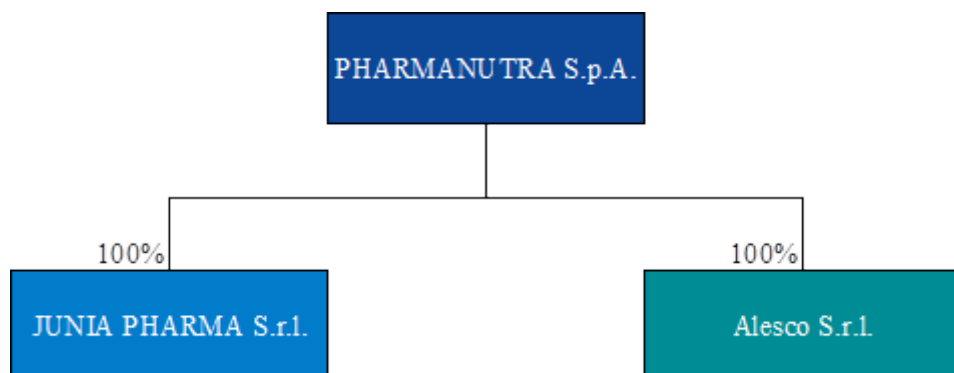 PHARMANUTRA S.p.A.
100%
100%
JUNIA PHARMA S.r.l.
Alesco S.r.l.